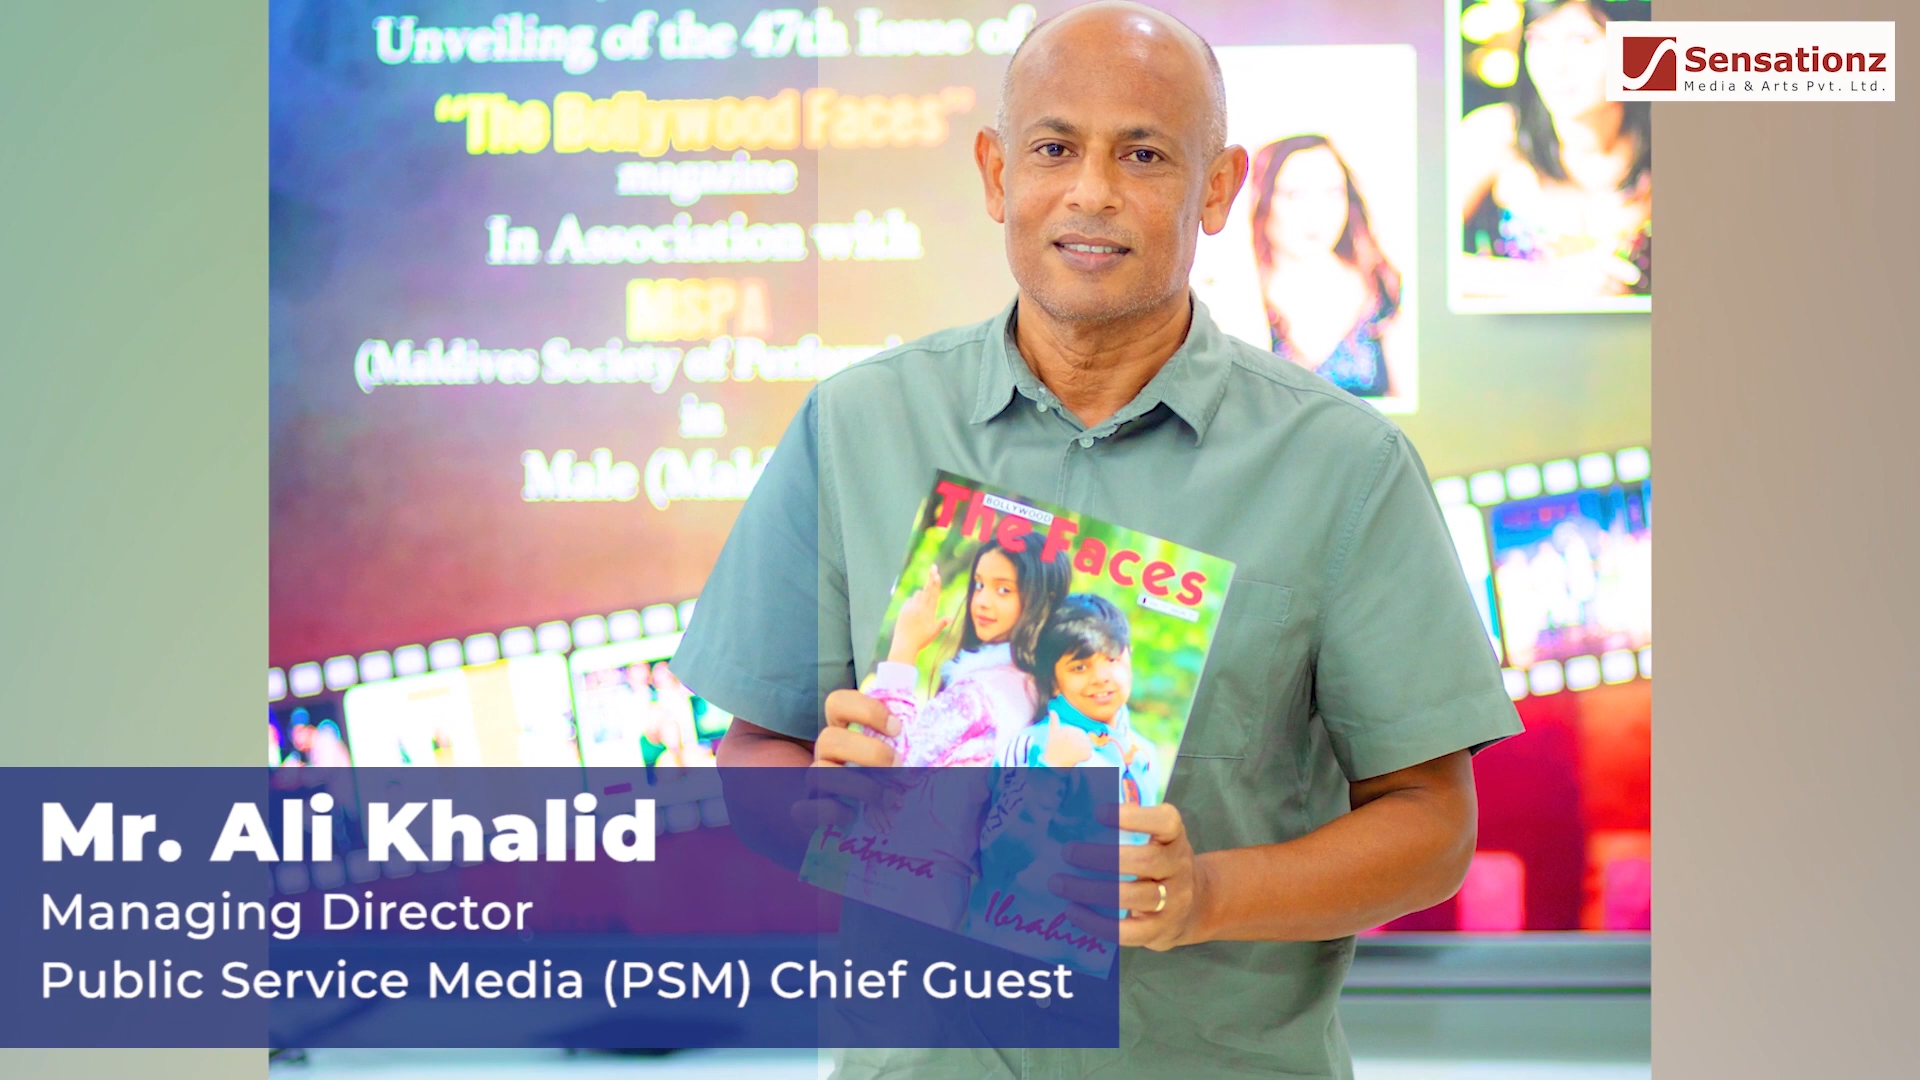 Unveiling of the 47th Issue of
"The Bollywood Faces"
magazine
In Association with
MSPA
(Maldives Society of
in
Male
Sensationz
Media & Arts Pvt. Ltd.
BOLLYWOOD
The Faces
Fatima
Ibrahim
Mr. Ali Khalid
Managing Director
Public Service Media (PSM) Chief Guest